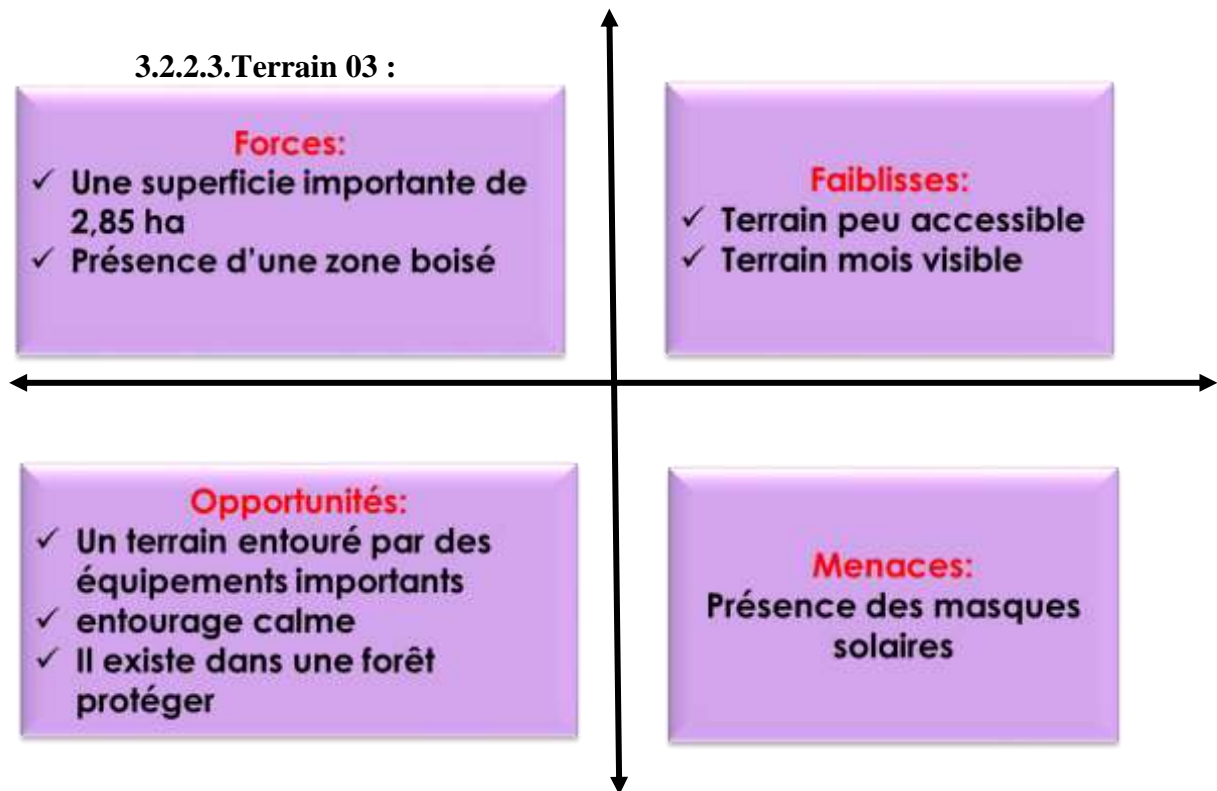 3.2.2.3.Terrain 03 :
Forces:
✓ Une superficie importante de
2,85 ha
✓ Présence d'une zone boisé
Faiblisses:
✓ Terrain peu accessible
✓ Terrain mois visible
Opportunités:
✓ Un terrain entouré par des
équipements importants
✓ entourage calme
✓ Il existe dans une forêt
protéger
Menaces:
Présence des masques
solaires